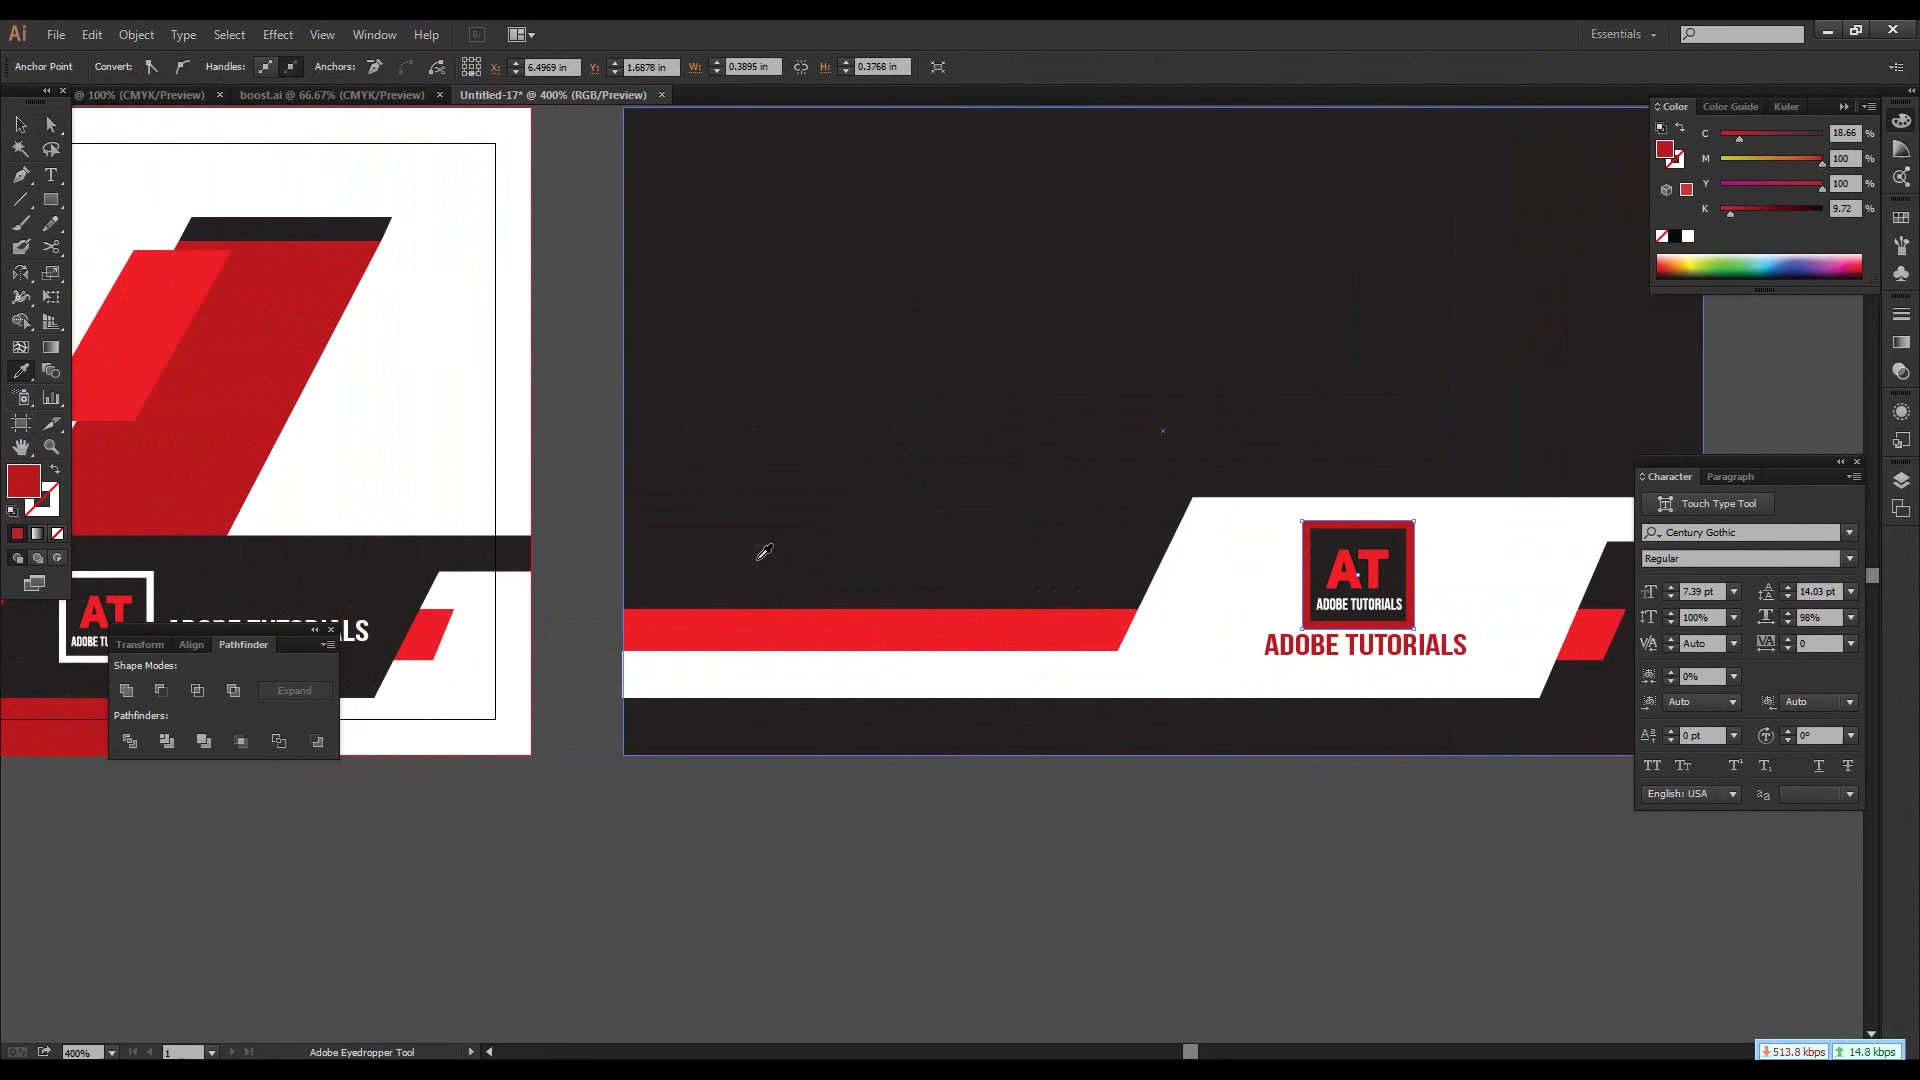 Ai File Edit Object Type Select Effect View Window Help Br Essentials
Anchor Point Convert: Handles: Anchors: X: 6.4969 in Y: 1.6878 in W: 0.3895 in H: 0.3768 in
@ 100% (CMYK/Preview) × boost.ai @ 66.67% (CMYK/Preview) × Untitled-17* @ 400% (RGB/Preview) ×
Color Color Guide Kuler
C 18.66 %
M 100 %
Y 100 %
K 9.72 %
Character Paragraph
Touch Type Tool
Century Gothic
Regular
7.39 pt 14.03 pt
100% 98%
Auto 0
0%
Auto Auto
0 pt 0°
English: USA
AT
ADOBE TUTORIALS
ADOBE TUTORIALS
AT
Transform Align Pathfinder
Shape Modes:
Expand
Pathfinders:
400% 1 Adobe Eyedropper Tool
513.8 kbps 14.8 kbps